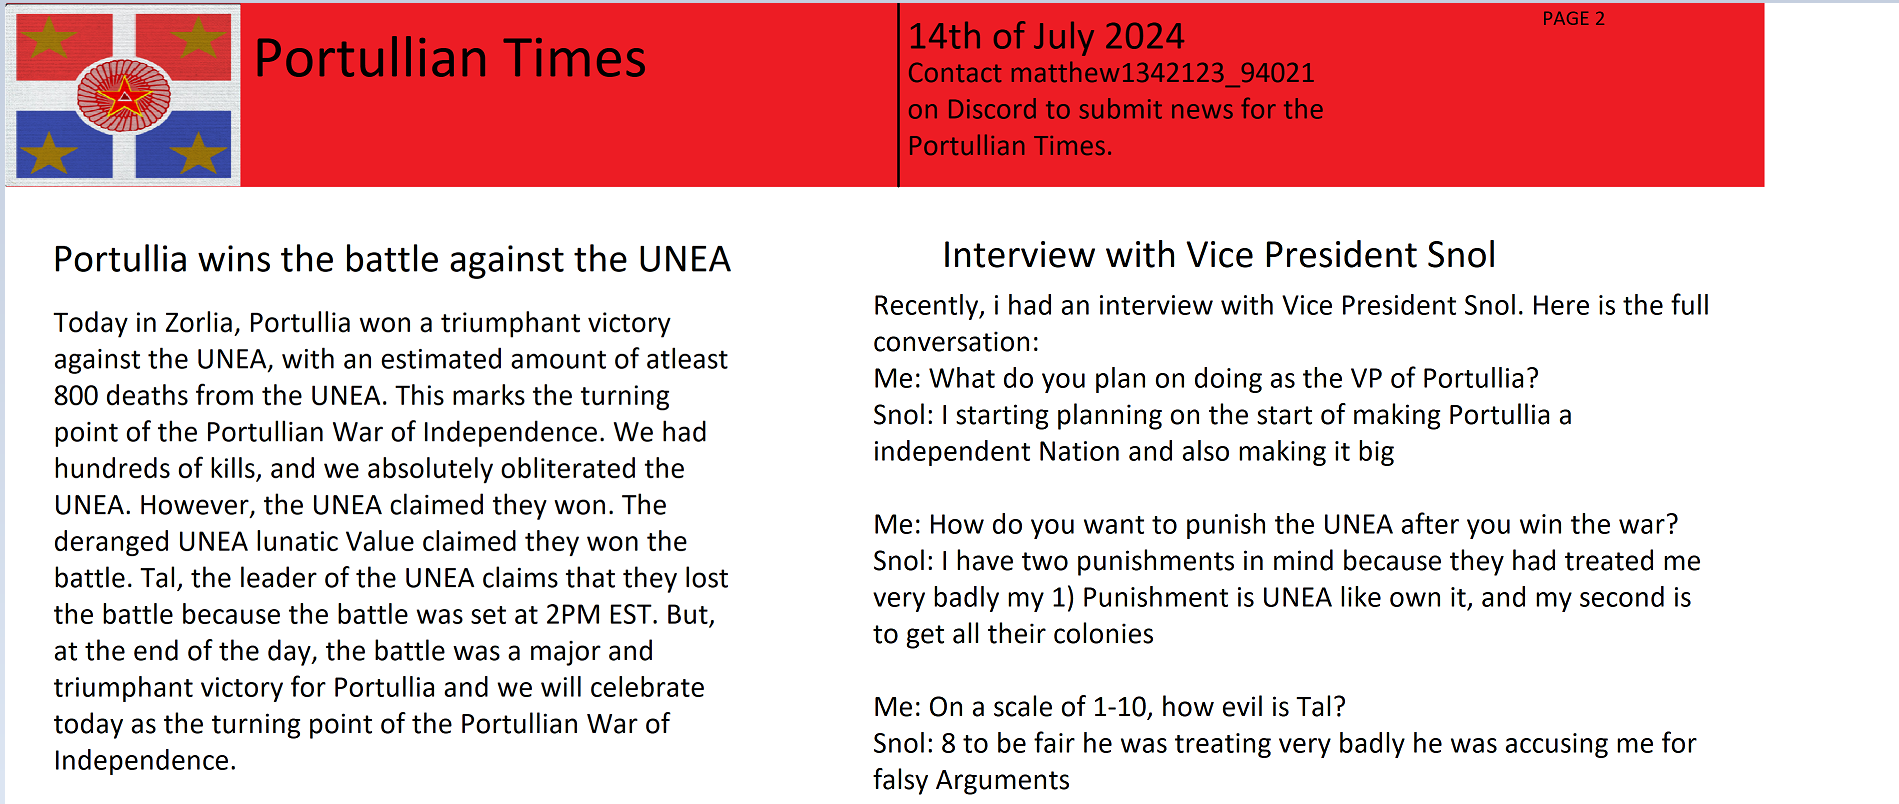 Portullian Times
14th of July 2024
Contact matthew1342123_94021
on Discord to submit news for the
Portullian Times.
PAGE 2
Portullia wins the battle against the UNEA
Today in Zorlia, Portullia won a triumphant victory
against the UNEA, with an estimated amount of atleast
800 deaths from the UNEA. This marks the turning
point of the Portullian War of Independence. We had
hundreds of kills, and we absolutely obliterated the
UNEA. However, the UNEA claimed they won. The
deranged UNEA lunatic Value claimed they won the
battle. Tal, the leader of the UNEA claims that they lost
the battle because the battle was set at 2PM EST. But,
at the end of the day, the battle was a major and
triumphant victory for Portullia and we will celebrate
today as the turning point of the Portullian War of
Independence.
Interview with Vice President Snol
Recently, i had an interview with Vice President Snol. Here is the full
conversation:
Me: What do you plan on doing as the VP of Portullia?
Snol: I starting planning on the start of making Portullia a
independent Nation and also making it big
Me: How do you want to punish the UNEA after you win the war?
Snol: I have two punishments in mind because they had treated me
very badly my 1) Punishment is UNEA like own it, and my second is
to get all their colonies
Me: On a scale of 1-10, how evil is Tal?
Snol: 8 to be fair he was treating very badly he was accusing me for
falsy Arguments